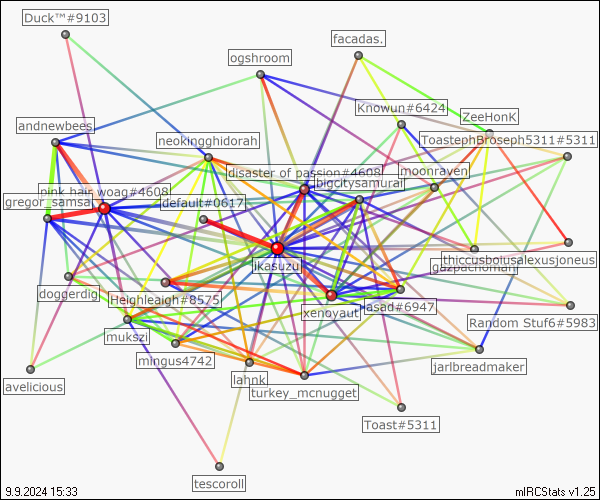 Duck™#9103
facadas.
ogshroom
Knowun#6424
ZeeHonK
andnewbees
neokingghidorah
ToastephBroseph5311#5311
disaster of passion#4608
moonraven
bigcitysamurai
pink hair woag#4608
gregor_samsa
default#0617
ikasuzu
gazpachoman
thiccusboiusalexusjoneus
doggerdig
Heighleigh#8575
xenoyaut
asad#6947
Random Stuf6#5983
mukszi
mingus4742
jarlbreadmaker
avelicious
lahnk
turkey_mcnugget
Toast#5311
tescoroll
9.9.2024 15:33
mIRCStats v1.25